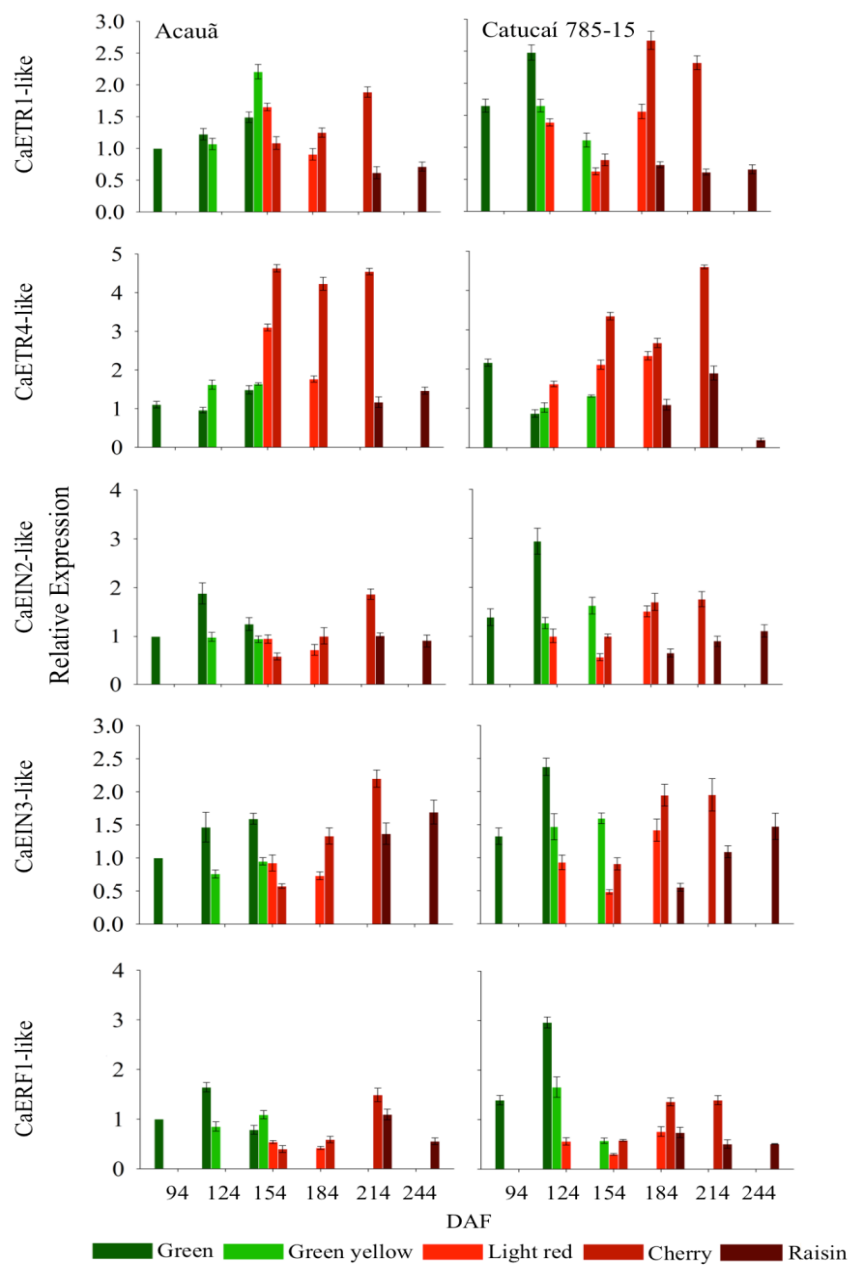 Acauã
Catucaí 785-15
CaETR1-like
3.0
2.5
2.0
1.5
1.0
0.5
0.0
CaETR4-like
5
4
3
2
1
0
CaEIN2-like
Relative Expression
4
3
2
1
0
CaEIN3-like
3.0
2.5
2.0
1.5
1.0
0.5
0
CaERF1-like
4
3
2
1
0
94 124 154 184 214 244 94 124 154 184 214 244
DAF
Green Green yellow Light red Cherry Raisin